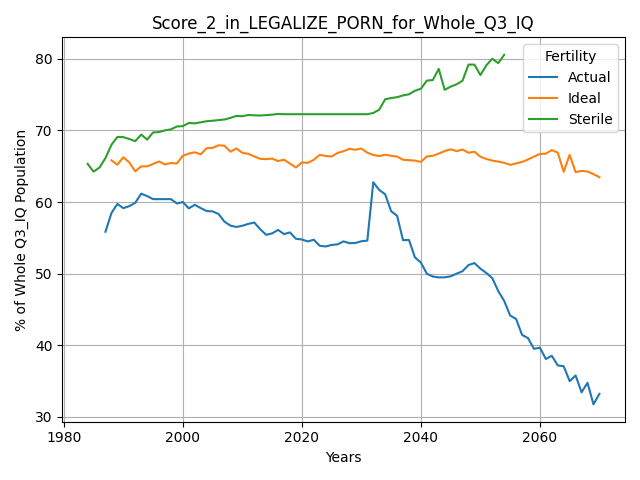 Score_2_in_LEGALIZE_PORN_for_Whole_Q3_IQ
% of Whole Q3_IQ Population
80
70
60
50
40
30
Fertility
Actual
Ideal
Sterile
1980
2000
2020
2040
2060
Years